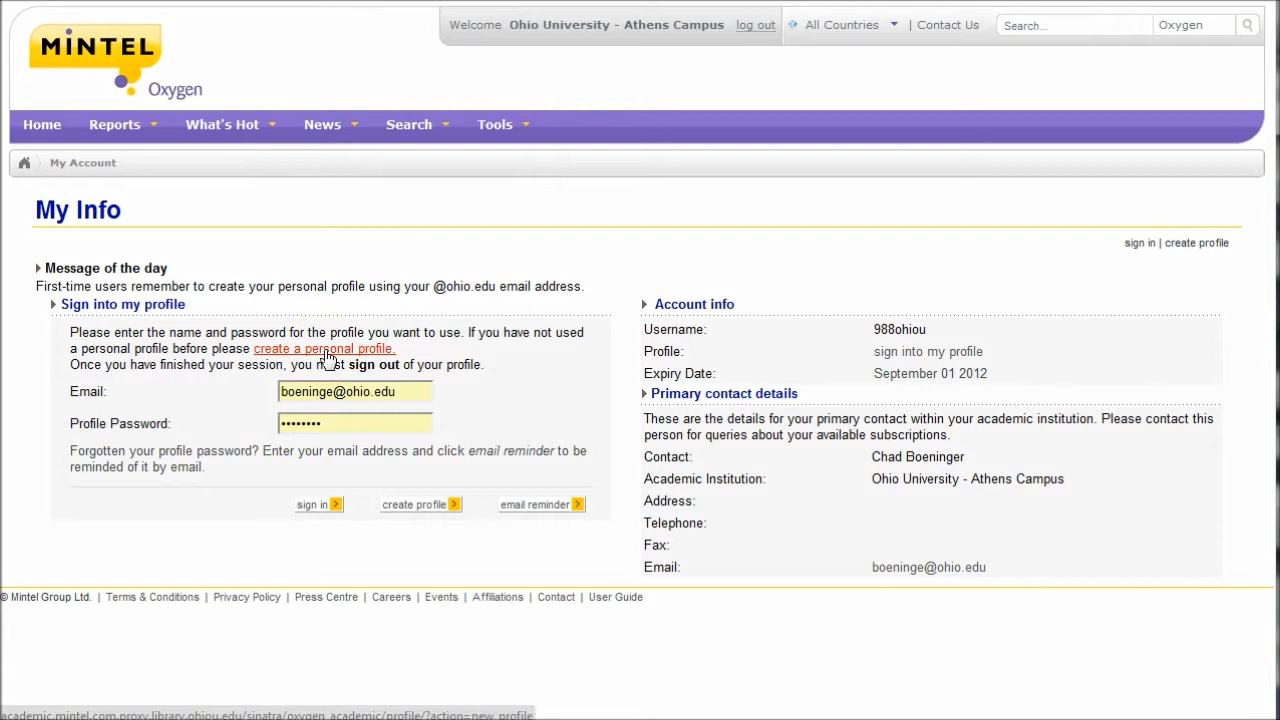 Welcome Ohio University - Athens Campus log out All Countries | Contact Us Search... Oxygen
MiNTEL
Oxygen
Home Reports What's Hot News Search Tools
My Account
My Info
sign in | create profile
Message of the day
First-time users remember to create your personal profile using your @ohio.edu email address.
Sign into my profile
Please enter the name and password for the profile you want to use. If you have not used
a personal profile before please create a personal profile.
Once you have finished your session, you must sign out of your profile.
Email: boeninge@ohio.edu
Profile Password: ••••••••
Forgotten your profile password? Enter your email address and click email reminder to be
reminded of it by email.
sign in create profile email reminder
Account info
Username: 988ohiou
Profile: sign into my profile
Expiry Date: September 01 2012
Primary contact details
These are the details for your primary contact within your academic institution. Please contact this
person for queries about your available subscriptions.
Contact: Chad Boeninger
Academic Institution: Ohio University - Athens Campus
Address:
Telephone:
Fax:
Email: boeninge@ohio.edu
© Mintel Group Ltd. | Terms & Conditions | Privacy Policy | Press Centre | Careers | Events | Affiliations | Contact | User Guide
academic.mintel.com.proxy.library.ohiou.edu/sinatra/oxygen_academic/profile/?action=new_profile